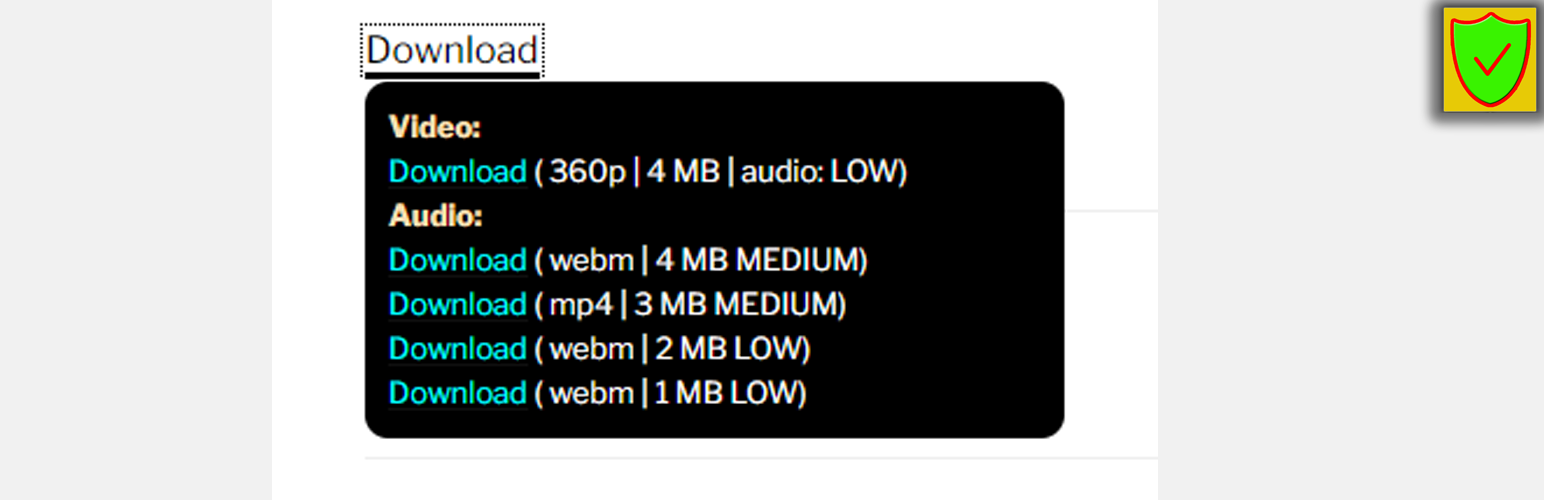 Download
Video:
Download ( 360p | 4 MB | audio: LOW)
Audio:
Download ( webm | 4 MB MEDIUM)
Download ( mp4 | 3 MB MEDIUM)
Download ( webm | 2 MB LOW)
Download ( webm | 1 MB LOW)